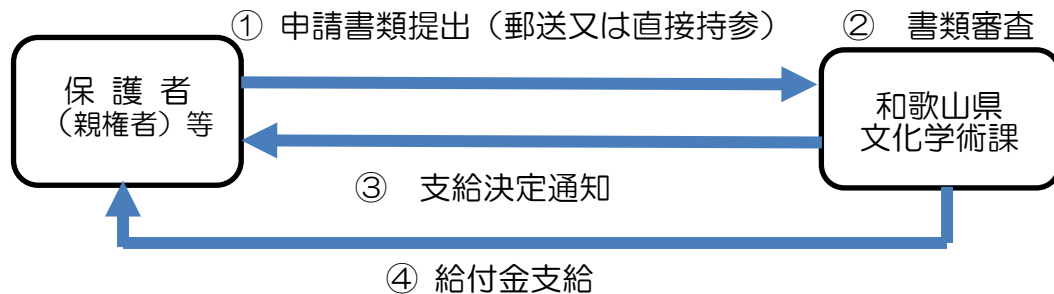 ① 申請書類提出（郵送又は直接持参）
② 書類審査
保 護 者
（親権者）等
和歌山県
文化学術課
③ 支給決定通知
④ 給付金支給